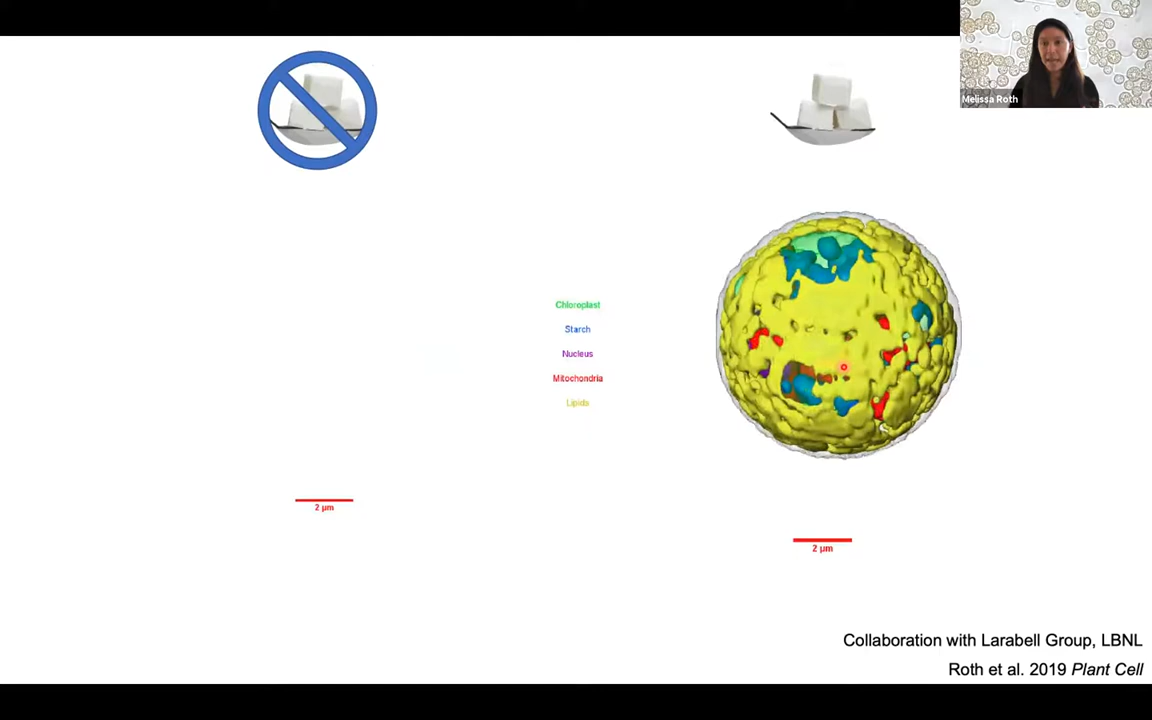 Melissa Roth
Chloroplast
Starch
Nucleus
Mitochondria
Lipids
2 µm
2 µm
Collaboration with Larabell Group, LBNL
Roth et al. 2019 Plant Cell